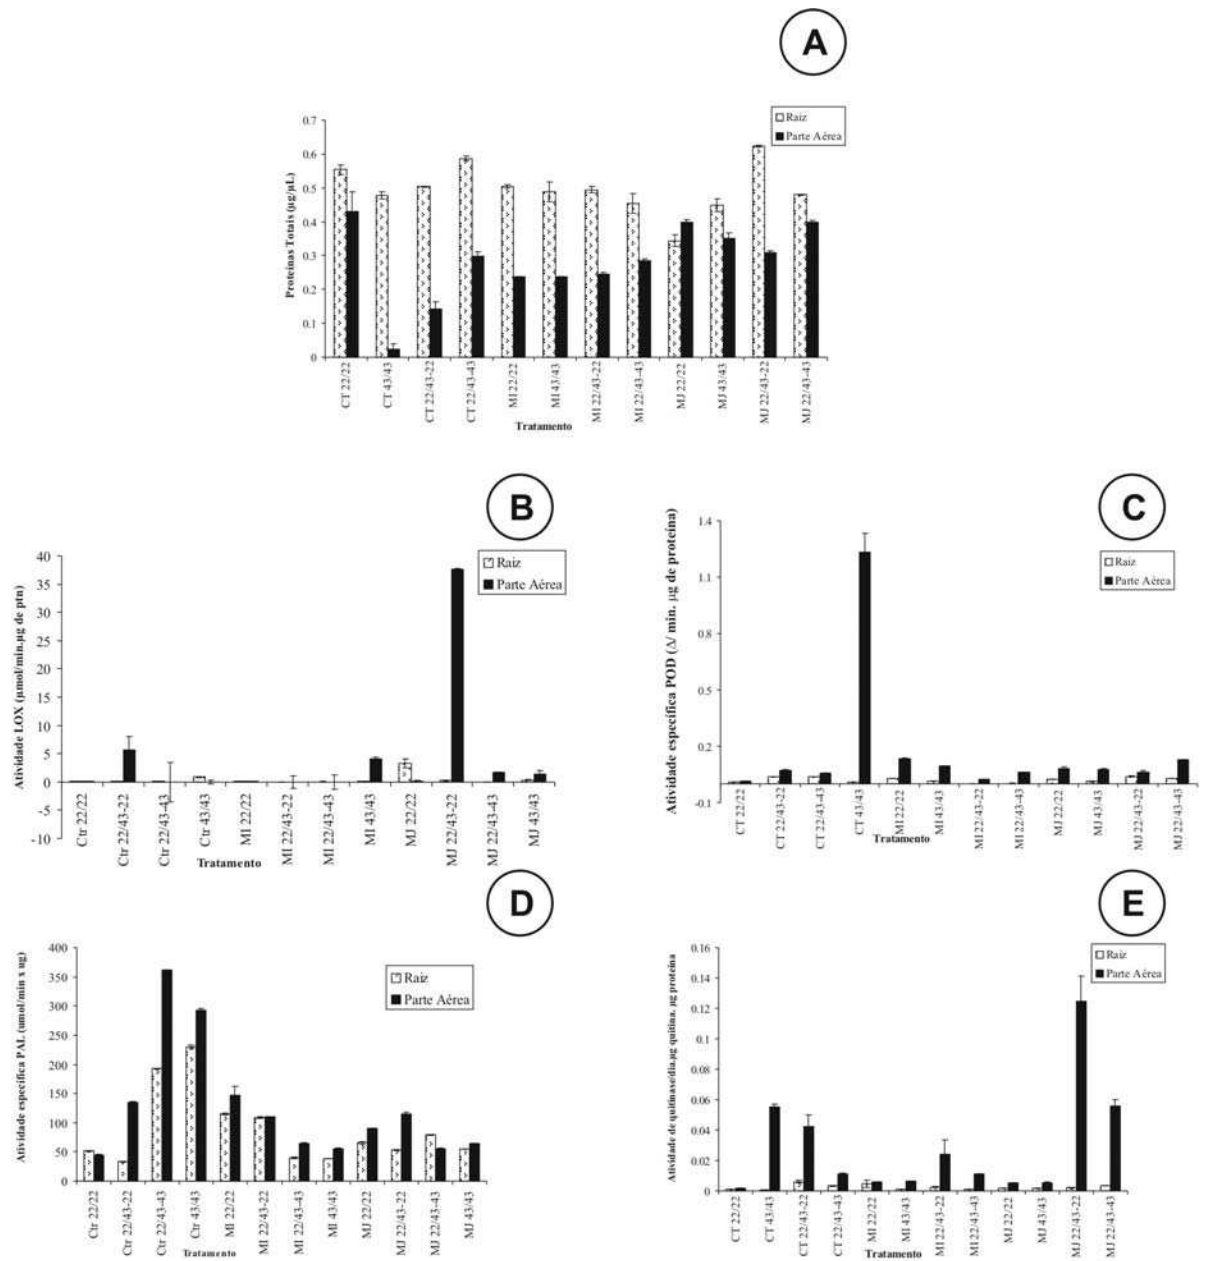 A
Raiz
Parte Aérea
Proteínas Totais (µg/µL)
0.7
0.6
0.5
0.4
0.3
0.2
0.1
0
CT 22/22
CT 43/43
CT 22/43-22
CT 22/43-43
MI 22/22
MI 43/43
MI 22/43-22
MI 22/43-43
MJ 22/22
MJ 43/43
MJ 22/43-22
MJ 22/43-43
Tratamento
B
Raiz
Parte Aérea
Atividade LOX (µmol/min.µg de ptn)
40
35
30
25
20
15
10
5
0
-5
-10
Ctr 22/22
Ctr 22/43-22
Ctr 22/43-43
Ctr 43/43
MI 22/22
MI 22/43-22
MI 22/43-43
MI 43/43
MJ 22/22
MJ 22/43-22
MJ 22/43-43
MJ 43/43
Tratamento
C
Raiz
Parte Aérea
Atividade específica POD (Δ/ min. µg de proteína)
1.4
1.1
0.8
0.5
0.2
-0.1
CT 22/22
CT 22/43-22
CT 22/43-43
CT 43/43
MI 22/22
MI 43/43
MI 22/43-22
MI 22/43-43
MJ 22/22
MJ 43/43
MJ 22/43-22
MJ 22/43-43
Tratamento
D
Raiz
Parte Aérea
Atividade específica PAL (umol/min x ug)
400
350
300
250
200
150
100
50
0
Ctr 22/22
Ctr 22/43-22
Ctr 22/43-43
Ctr 43/43
MI 22/22
MI 22/43-22
MI 22/43-43
MI 43/43
MJ 22/22
MJ 22/43-22
MJ 22/43-43
MJ 43/43
Tratamento
E
Raiz
Parte Aérea
Atividade de quitinase/dia.µg quitina. µg proteína
0.16
0.14
0.12
0.1
0.08
0.06
0.04
0.02
0
CT 22/22
CT 43/43
CT 22/43-22
CT 22/43-43
MI 22/22
MI 43/43
MI 22/43-22
MI 22/43-43
MJ 22/22
MJ 43/43
MJ 22/43-22
MJ 22/43-43
Tratamento